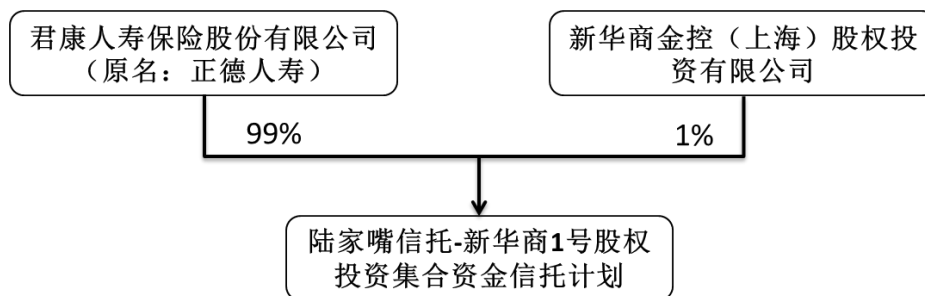 君康人寿保险股份有限公司
（原名：正德人寿）
新华商金控（上海）股权投
资有限公司
99%
1%
陆家嘴信托-新华商1号股权
投资集合资金信托计划